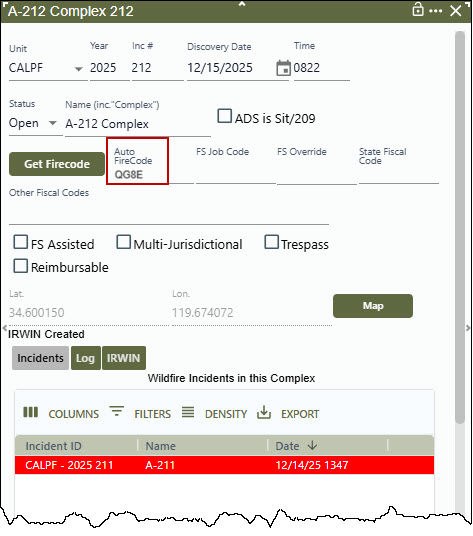 A-212 Complex 212
Unit Year Inc # Discovery Date Time
CALPF 2025 212 12/15/2025 0822
Status Name (inc."Complex")
Open A-212 Complex ADS is Sit/209
Get Firecode
Auto FireCode
QG8E
FS Job Code
FS Override
State Fiscal Code
Other Fiscal Codes
FS Assisted Multi-Jurisdictional Trespass
Reimbursable
Lat. Lon.
34.600150 119.674072 Map
IRWIN Created
Incidents Log IRWIN
Wildfire Incidents in this Complex
COLUMNS FILTERS DENSITY EXPORT
Incident ID Name Date
CALPF - 2025 211 A-211 12/14/25 1347